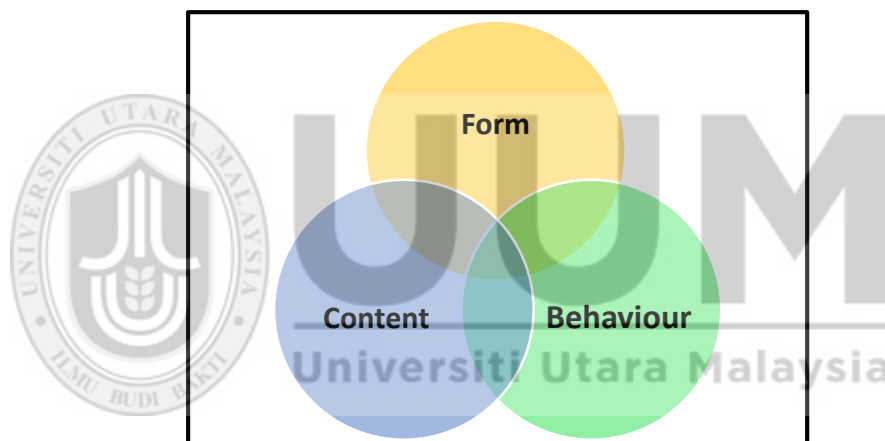 Form
Content
Behaviour
UUM
Universiti Utara Malaysia
UNIVERSITI UTARA MALAYSIA
ILMU BUDI BAKTI